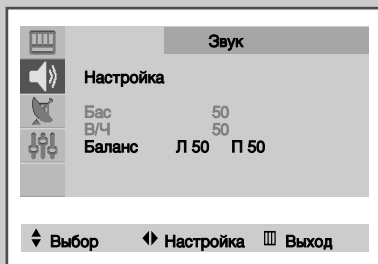 Звук
Настройка
Бас 50
В/Ч 50
Баланс Л 50 П 50
Выбор Настройка Выход